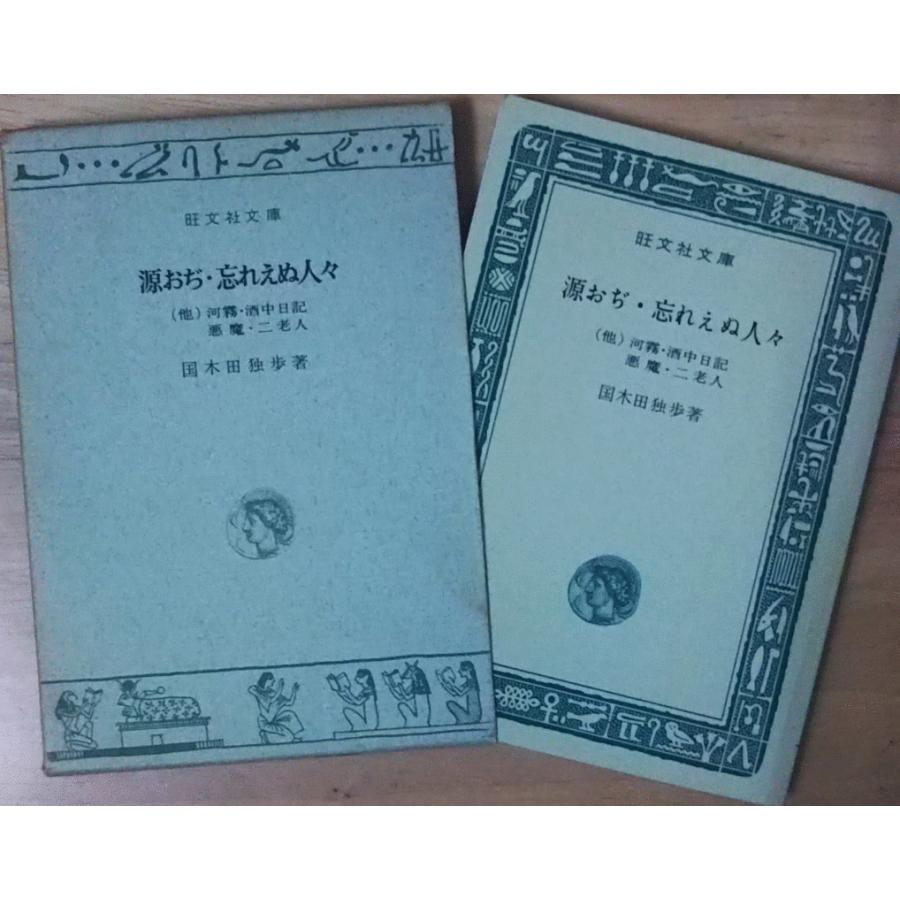 旺文社文庫
源おぢ・忘れえぬ人々
(他) 河霧・酒中日記
悪魔・二老人
国木田独歩著
旺文社文庫
源おぢ・忘れえぬ人々
(他) 河霧・酒中日記
悪魔・二老人
国木田独歩著